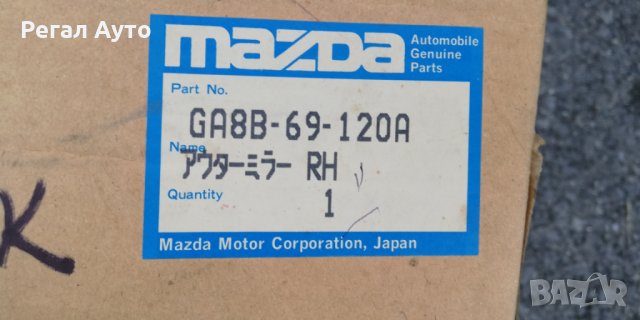 Регал Ауто
mazda
Automobile
Genuine
Parts
Part No.
GA8B-69-120A
Name
アウターミラー RH
Quantity
1
Mazda Motor Corporation, Japan
K
BAZAR